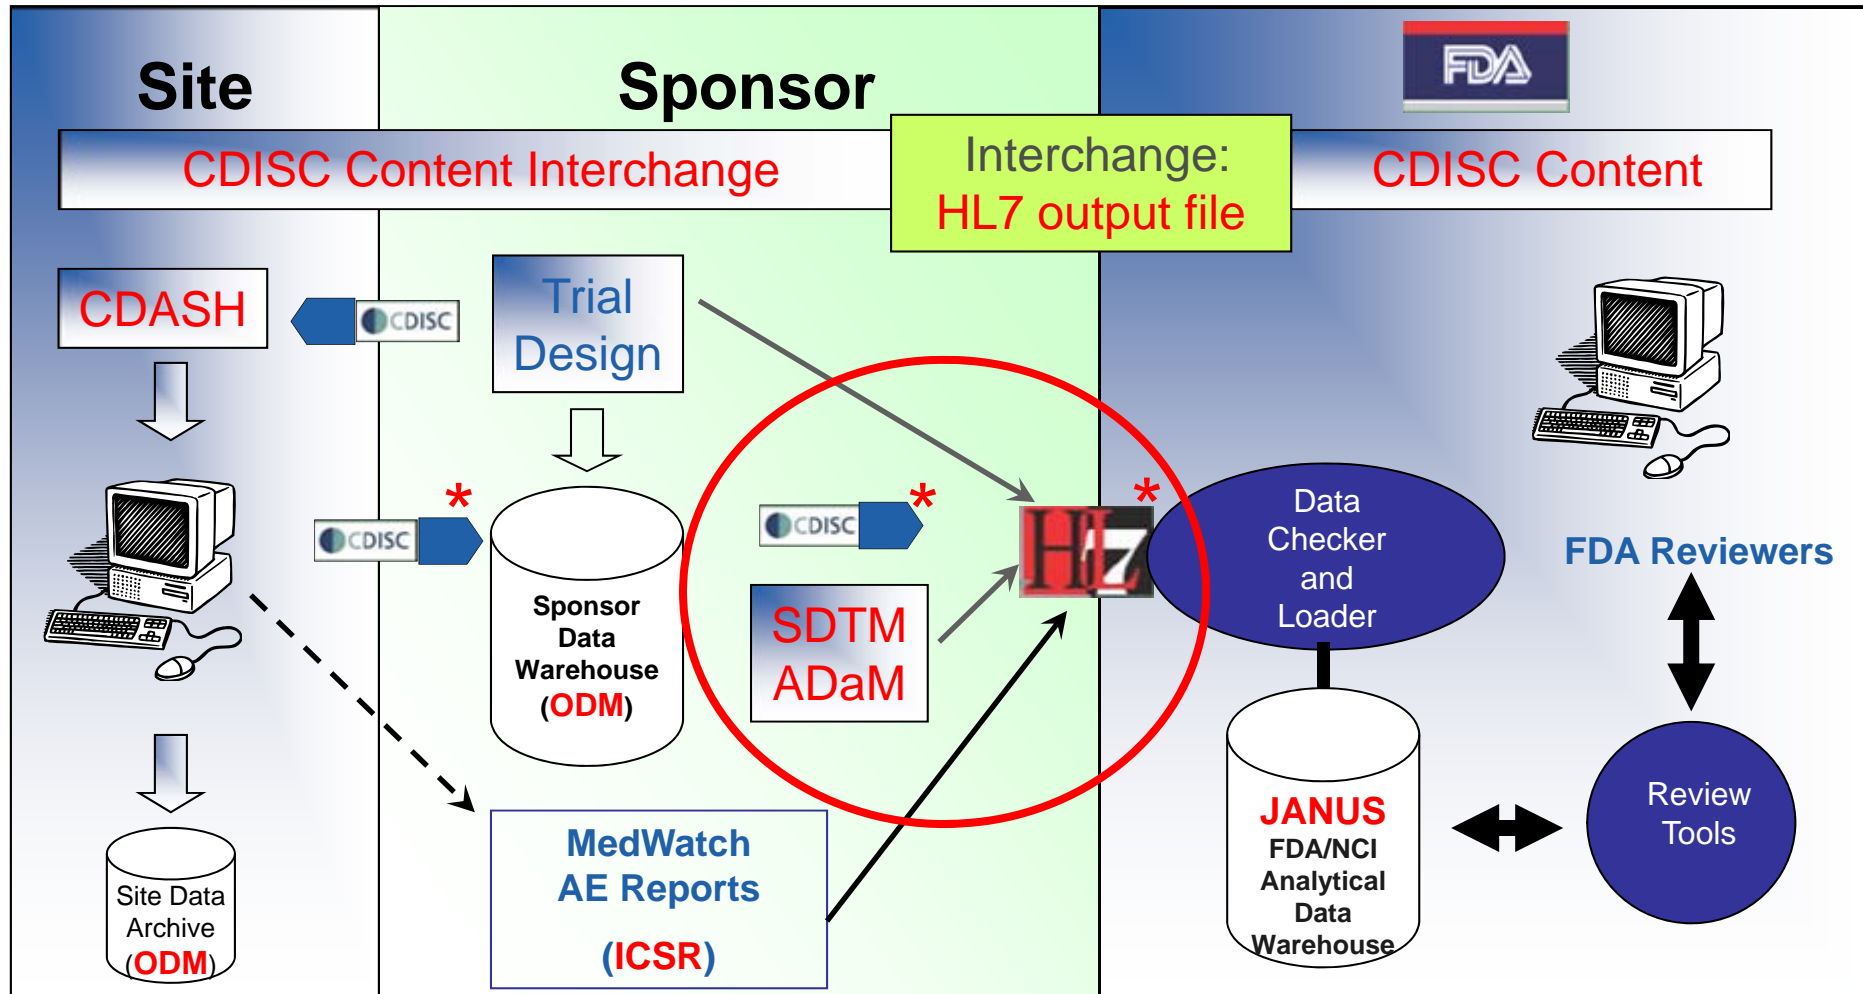 Site
Sponsor
FDA
CDISC Content Interchange
Interchange:
HL7 output file
CDISC Content
CDASH
CDISC
Trial
Design
*
CDISC
Sponsor
Data
Warehouse
(ODM)
CDISC
*
SDTM
ADaM
HL7
*
Data
Checker
and
Loader
FDA Reviewers
Site Data
Archive
(ODM)
MedWatch
AE Reports
(ICSR)
JANUS
FDA/NCI
Analytical
Data
Warehouse
Review
Tools